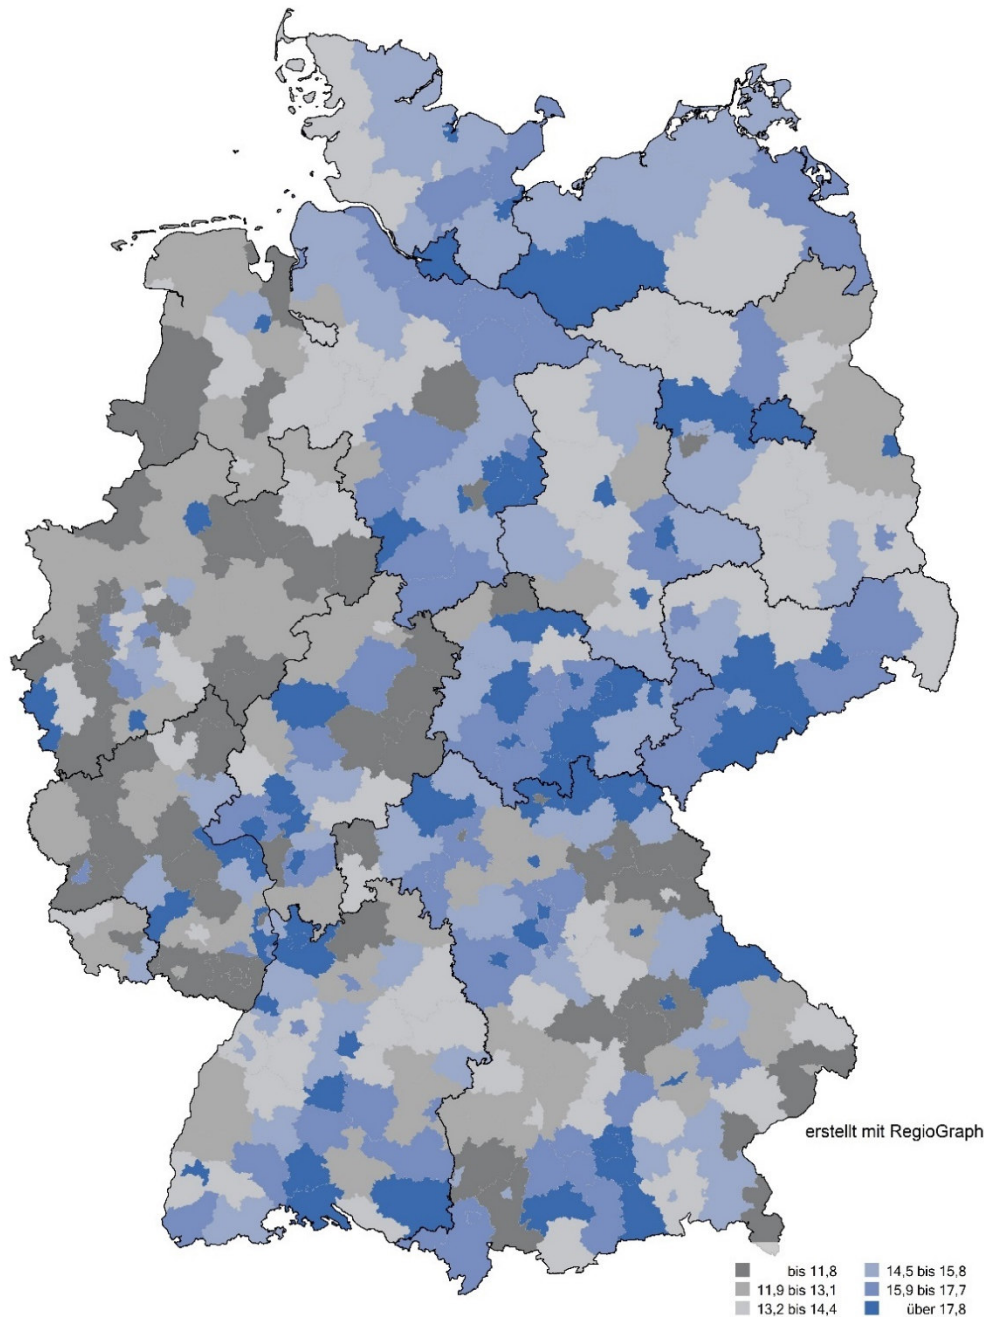 erstellt mit RegioGraph
bis 11,8
11,9 bis 13,1
13,2 bis 14,4
14,5 bis 15,8
15,9 bis 17,7
über 17,8